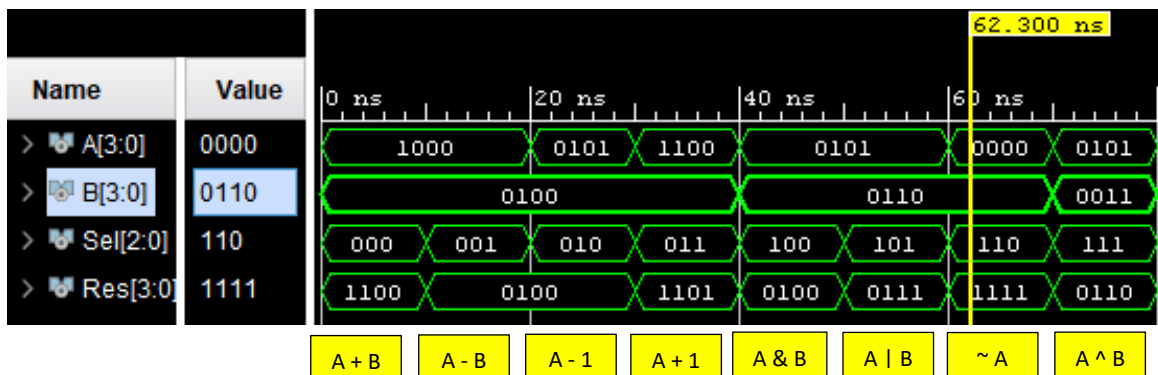 62.300 ns
Name Value 0 ns 20 ns 40 ns 60 ns
A[3:0] 0000 1000 0101 1100 0101 0000 0101
B[3:0] 0110 0100 0110 0011
Sel[2:0] 110 000 001 010 011 100 101 110 111
Res[3:0] 1111 1100 0100 1101 0100 0111 1111 0110
A + B A - B A - 1 A + 1 A & B A | B ~ A A ^ B